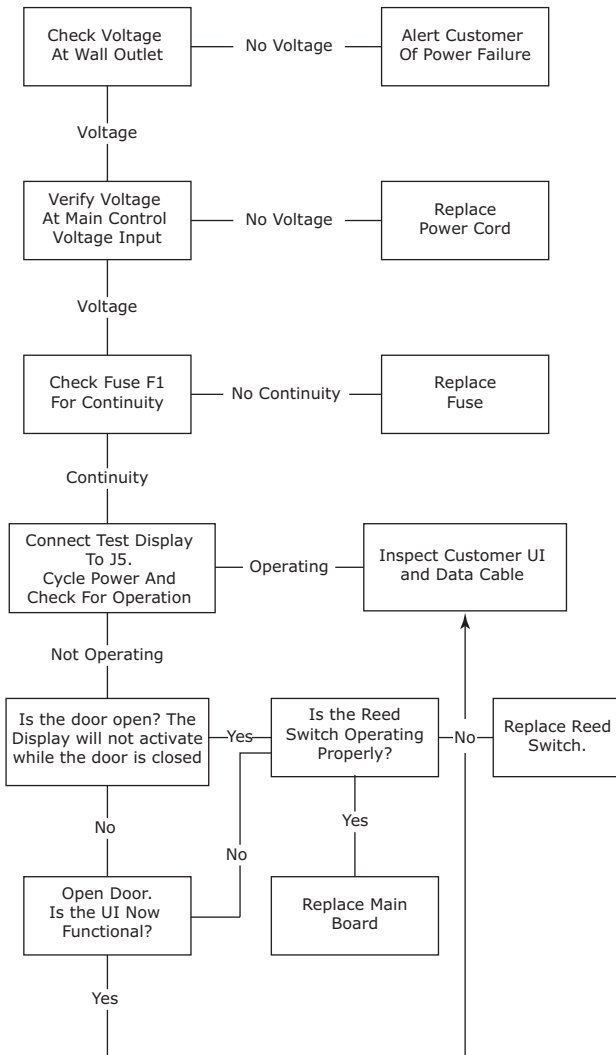 Check Voltage
At Wall Outlet
No Voltage
Alert Customer
Of Power Failure
Voltage
Verify Voltage
At Main Control
Voltage Input
No Voltage
Replace
Power Cord
Voltage
Check Fuse F1
For Continuity
No Continuity
Replace
Fuse
Continuity
Connect Test Display
To J5.
Cycle Power And
Check For Operation
Operating
Inspect Customer UI
and Data Cable
Not Operating
Is the door open? The
Display will not activate
while the door is closed
Yes
Is the Reed
Switch Operating
Properly?
No
Replace Reed
Switch.
No
No
Yes
Open Door.
Is the UI Now
Functional?
Replace Main
Board
Yes